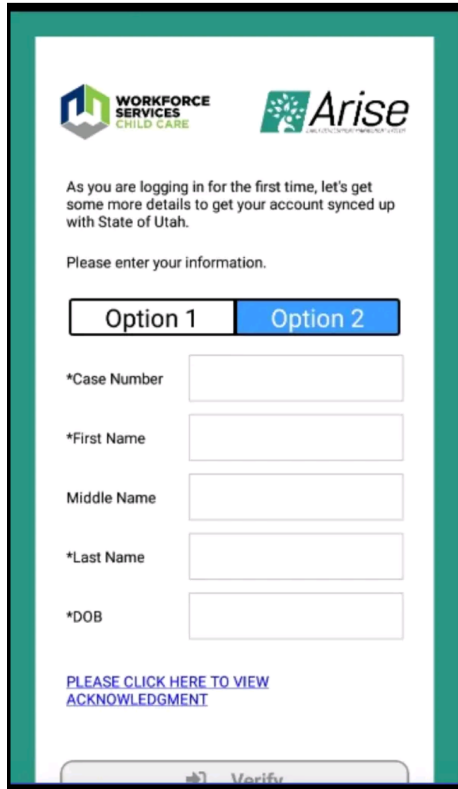 WORKFORCE
SERVICES
CHILD CARE
Arise
As you are logging in for the first time, let's get
some more details to get your account synced up
with State of Utah.
Please enter your information.
Option 1
Option 2
*Case Number
*First Name
Middle Name
*Last Name
*DOB
PLEASE CLICK HERE TO VIEW
ACKNOWLEDGMENT
Verify